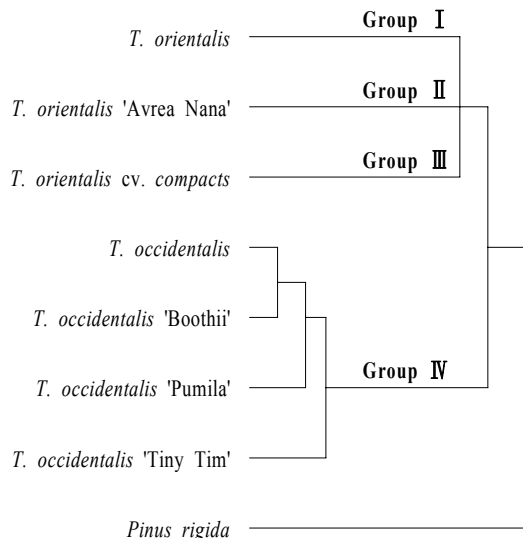 Group Ⅰ
T. orientalis
Group Ⅱ
T. orientalis 'Avrea Nana'
Group Ⅲ
T. orientalis cv. compacts
T. occidentalis
T. occidentalis 'Boothii'
Group Ⅳ
T. occidentalis 'Pumila'
T. occidentalis 'Tiny Tim'
Pinus rigida